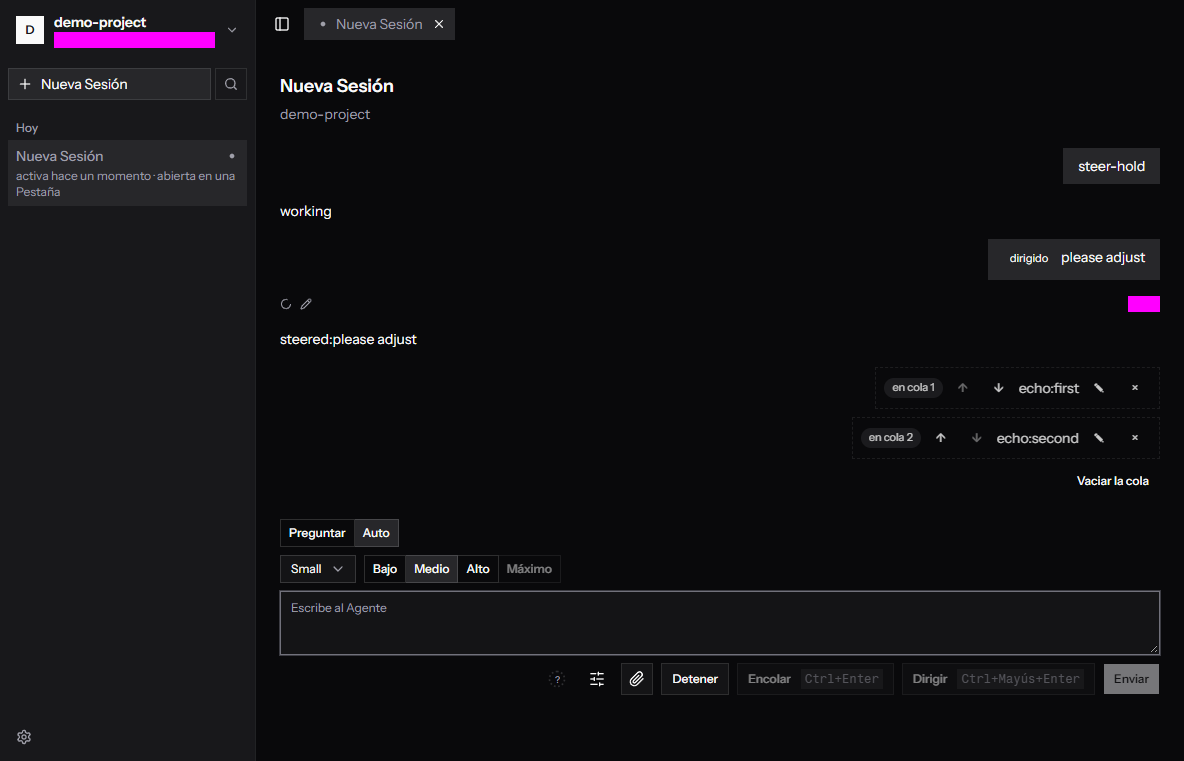 D
demo-project
Nueva Sesión
Hoy
Nueva Sesión
activa hace un momento · abierta en una
Pestaña
Nueva Sesión
Nueva Sesión
demo-project
steer-hold
working
dirigido please adjust
steered:please adjust
en cola 1 echo:first
en cola 2 echo:second
Vaciar la cola
Preguntar Auto
Small Bajo Medio Alto Máximo
Escribe al Agente
? Detener Encolar Ctrl+Enter Dirigir Ctrl+Mayús+Enter Enviar